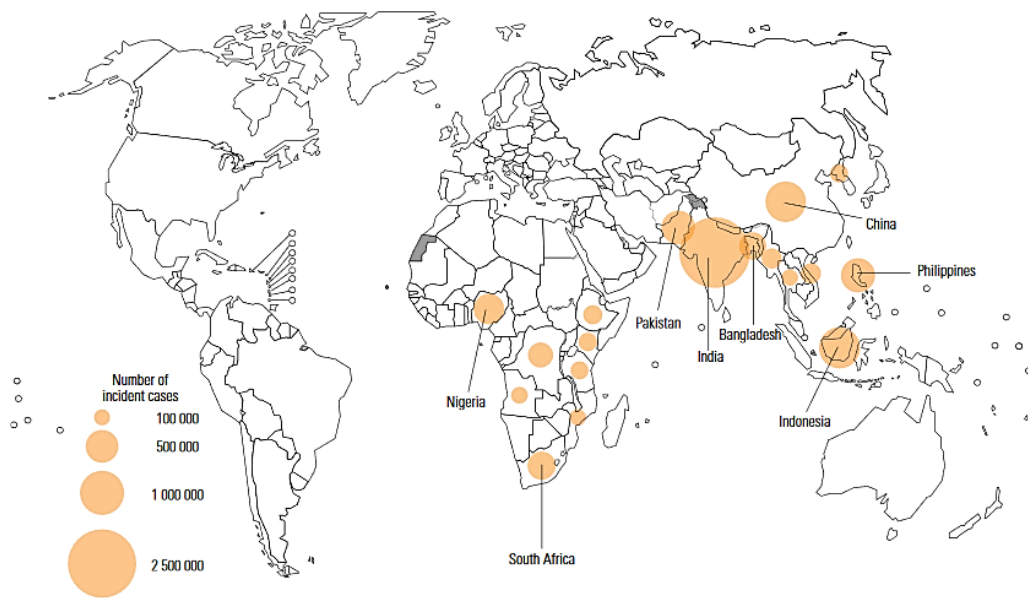 China
Philippines
Pakistan
Bangladesh
India
Nigeria
Indonesia
South Africa
Number of
incident cases
100 000
500 000
1 000 000
2 500 000